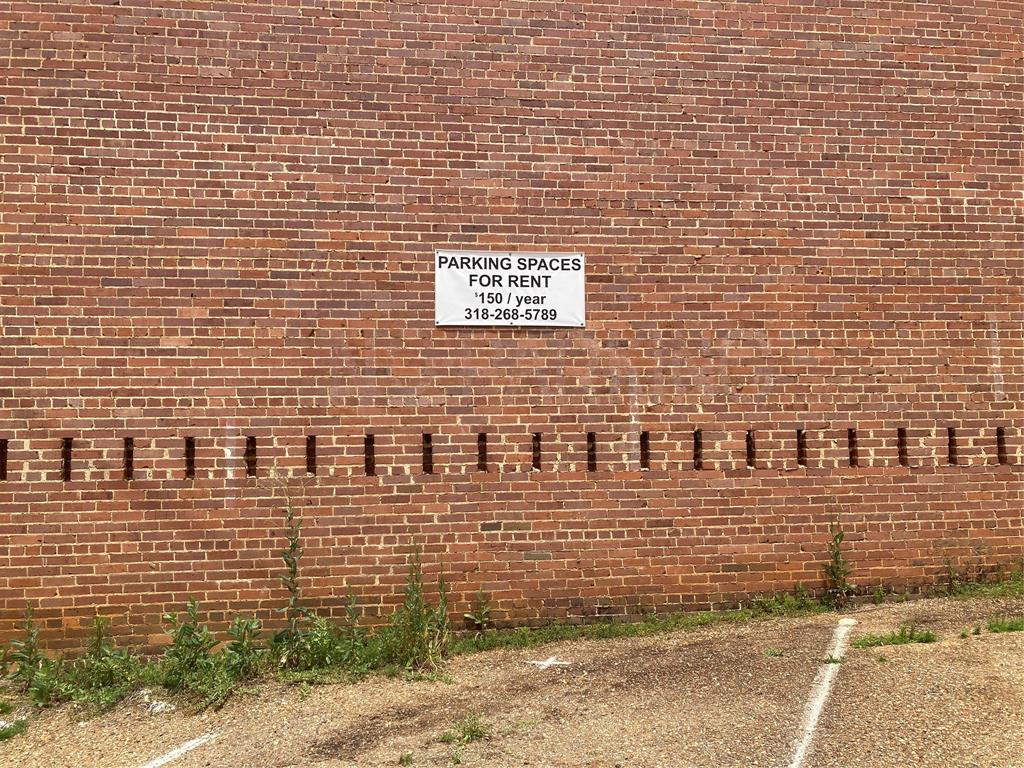 PARKING SPACES
FOR RENT
$150 / year
318-268-5789